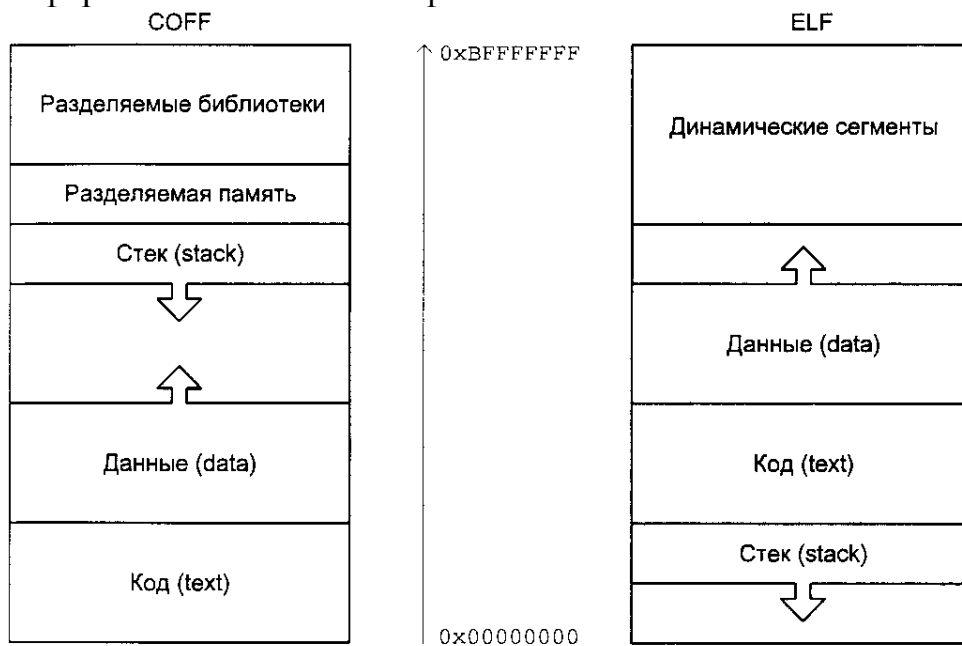 COFF
Разделяемые библиотеки
Разделяемая память
Стек (stack)
Данные (data)
Код (text)
0xBFFFFFFF
0x00000000
ELF
Динамические сегменты
Данные (data)
Код (text)
Стек (stack)